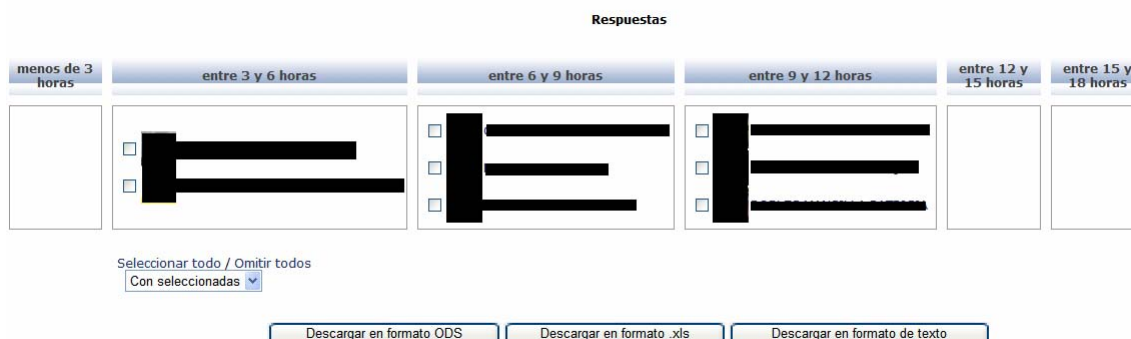 Respuestas
menos de 3
horas
entre 3 y 6 horas
entre 6 y 9 horas
entre 9 y 12 horas
entre 12 y
15 horas
entre 15 y
18 horas
Seleccionar todo / Omitir todos
Con seleccionadas
Descargar en formato ODS
Descargar en formato .xls
Descargar en formato de texto